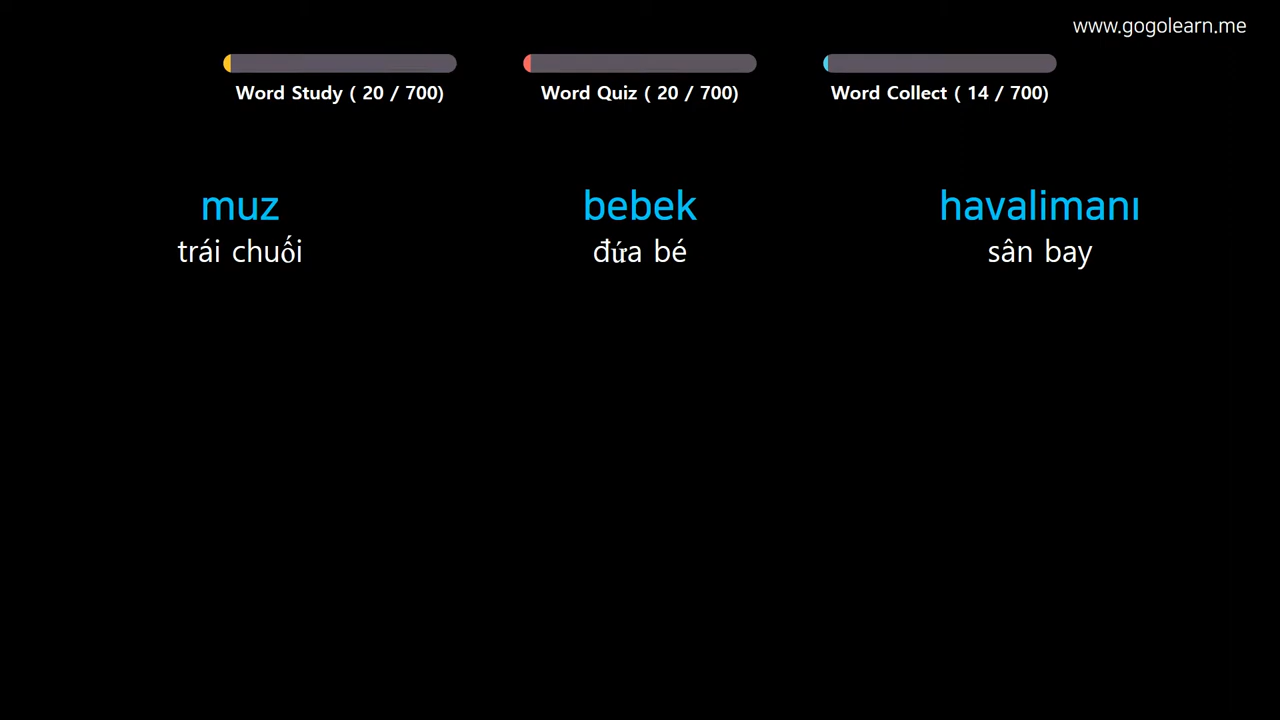 www.gogolearn.me
Word Study ( 20 / 700)
Word Quiz ( 20 / 700)
Word Collect ( 14 / 700)
muz
trái chuối
bebek
đứa bé
havalimanı
sân bay